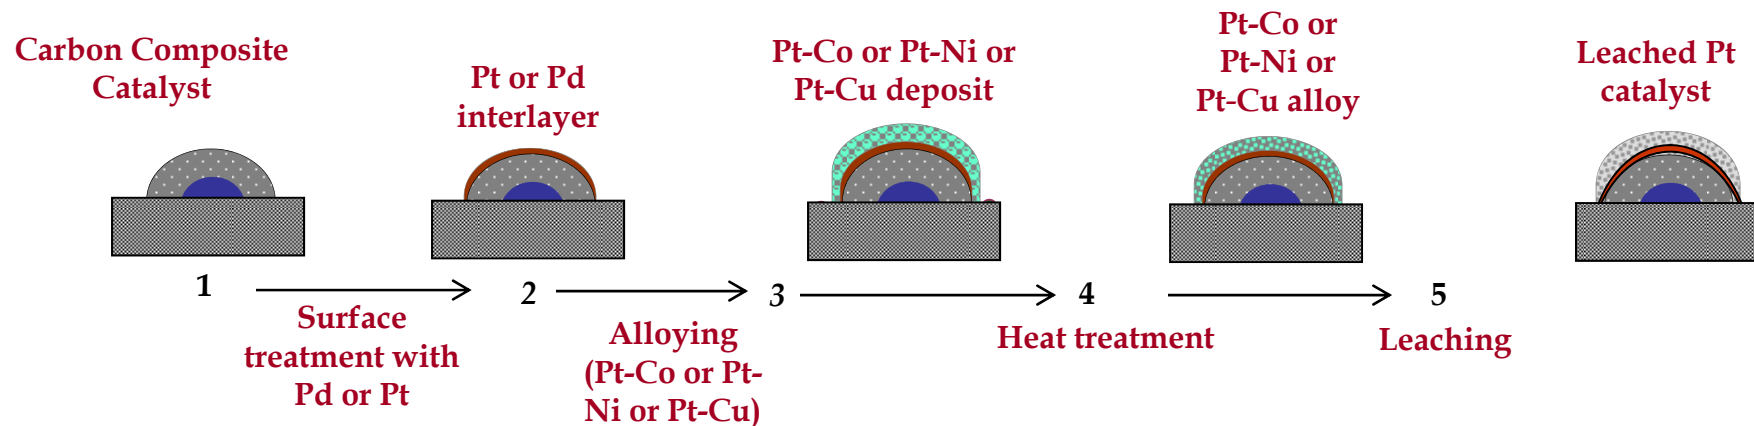 Carbon Composite
Catalyst
Pt or Pd
interlayer
Pt-Co or Pt-Ni or
Pt-Cu deposit
Pt-Co or
Pt-Ni or
Pt-Cu alloy
Leached Pt
catalyst
1
2
3
4
5
Surface
treatment with
Pd or Pt
Alloying
(Pt-Co or Pt-
Ni or Pt-Cu)
Heat treatment
Leaching